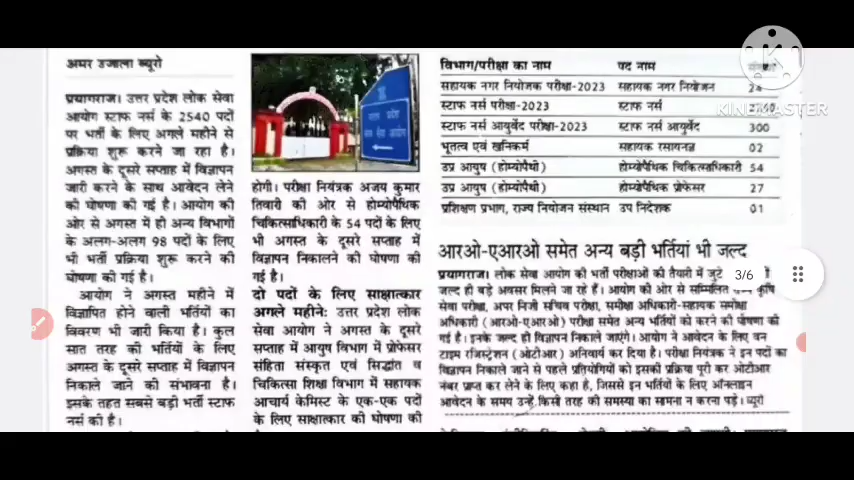 अमर उजाला ब्यूरो
प्रयागराज। उत्तर प्रदेश लोक सेवा
आयोग स्टाफ नर्स के 2540 पदों
पर भर्ती के लिए अगले महीने से
प्रक्रिया शुरू करने जा रहा है।
अगस्त के दूसरे सप्ताह में विज्ञापन
जारी करने के साथ आवेदन लेने
की घोषणा की गई है। आयोग की
ओर से अगस्त में ही अन्य विभागों
के अलग-अलग 98 पदों के लिए
भी भर्ती प्रक्रिया शुरू करने की
घोषणा की गई है।
आयोग ने अगस्त महीने में
विज्ञापित होने वाली भर्तियों का
विवरण भी जारी किया है। कुल
सात तरह की भर्तियों के लिए
अगस्त के दूसरे सप्ताह में विज्ञापन
निकाले जाने की संभावना है।
इसके तहत सबसे बड़ी भर्ती स्टाफ
नर्स की है।
होगी। परीक्षा नियंत्रक अजय कुमार
तिवारी की ओर से होम्योपैथिक
चिकित्साधिकारी के 54 पदों के लिए
भी अगस्त के दूसरे सप्ताह में
विज्ञापन निकालने की घोषणा की
गई है।
दो पदों के लिए साक्षात्कार
अगले महीने: उत्तर प्रदेश लोक
सेवा आयोग ने अगस्त के दूसरे
सप्ताह में आयुष विभाग में प्रोफेसर
संहिता संस्कृत एवं सिद्धांत व
चिकित्सा शिक्षा विभाग में सहायक
आचार्य केमिस्ट के एक-एक पदों
के लिए साक्षात्कार की घोषणा की
विभाग/परीक्षा का नाम पद नाम
सहायक नगर नियोजक परीक्षा-2023 सहायक नगर नियोजन 24
स्टाफ नर्स परीक्षा-2023 स्टाफ नर्स
स्टाफ नर्स आयुर्वेद परीक्षा-2023 स्टाफ नर्स आयुर्वेद 300
भूतत्व एवं खनिकर्म सहायक रसायनज्ञ 02
उप्र आयुष (होम्योपैथी) होम्योपैथिक चिकित्साधिकारी 54
उप्र आयुष (होम्योपैथी) होम्योपैथिक प्रोफेसर 27
प्रशिक्षण प्रभाग, राज्य नियोजन संस्थान उप निदेशक 01
KINEMASTER
आरओ-एआरओ समेत अन्य बड़ी भर्तियां भी जल्द
प्रयागराज। लोक सेवा आयोग की भर्ती परीक्षाओं की तैयारी में जुटे
जल्द ही बड़े अवसर मिलने जा रहे हैं। आयोग की ओर से सम्मिलित कृषि
सेवा परीक्षा, अपर निजी सचिव परीक्षा, समीक्षा अधिकारी-सहायक समीक्षा
अधिकारी (आरओ-एआरओ) परीक्षा समेत अन्य भर्तियों को करने की घोषणा की
गई है। इनके जल्द ही विज्ञापन निकाले जाएंगे। आयोग ने आवेदन के लिए वन
टाइम रजिस्ट्रेशन (ओटीआर) अनिवार्य कर दिया है। परीक्षा नियंत्रक ने इन पदों का
विज्ञापन निकाले जाने से पहले प्रतियोगियों को इसकी प्रक्रिया पूरी कर ओटीआर
नंबर प्राप्त कर लेने के लिए कहा है, जिससे इन भर्तियों के लिए ऑनलाइन
आवेदन के समय उन्हें किसी तरह की समस्या का सामना न करना पड़े। ब्यूरो
3/6